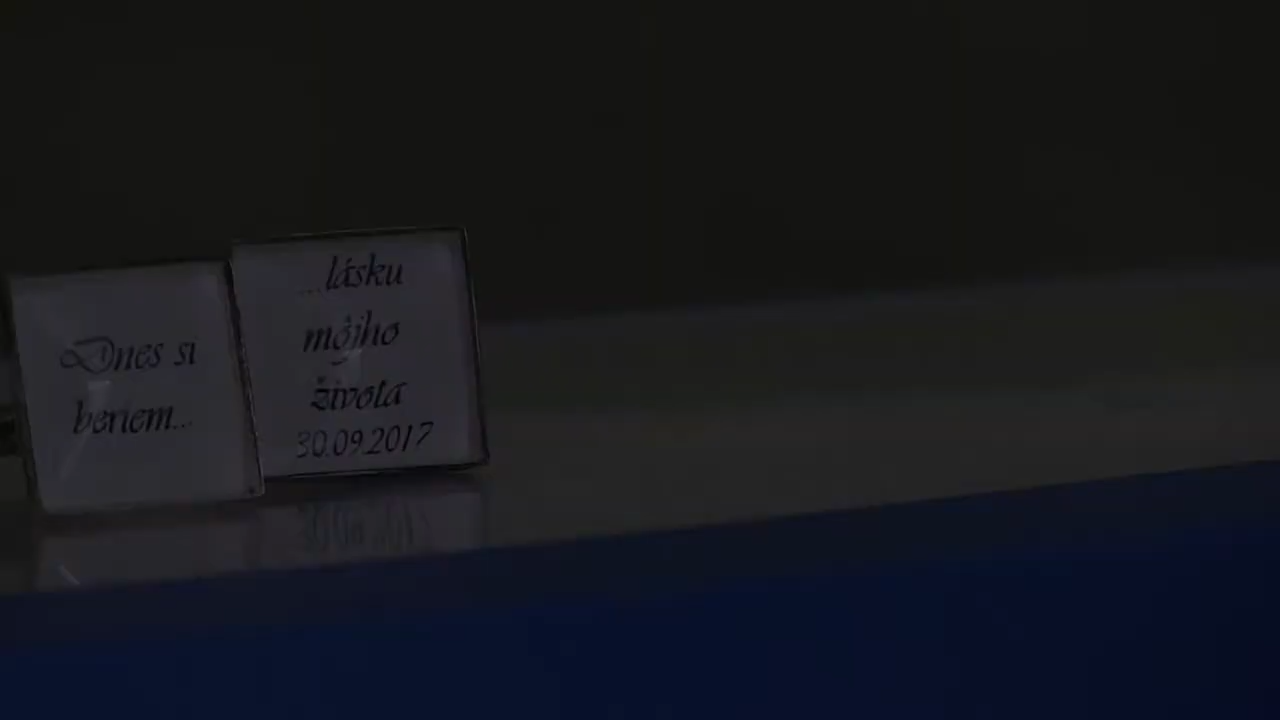 Dnes si
beriem...
...lásku
môjho
života
30.09.2017